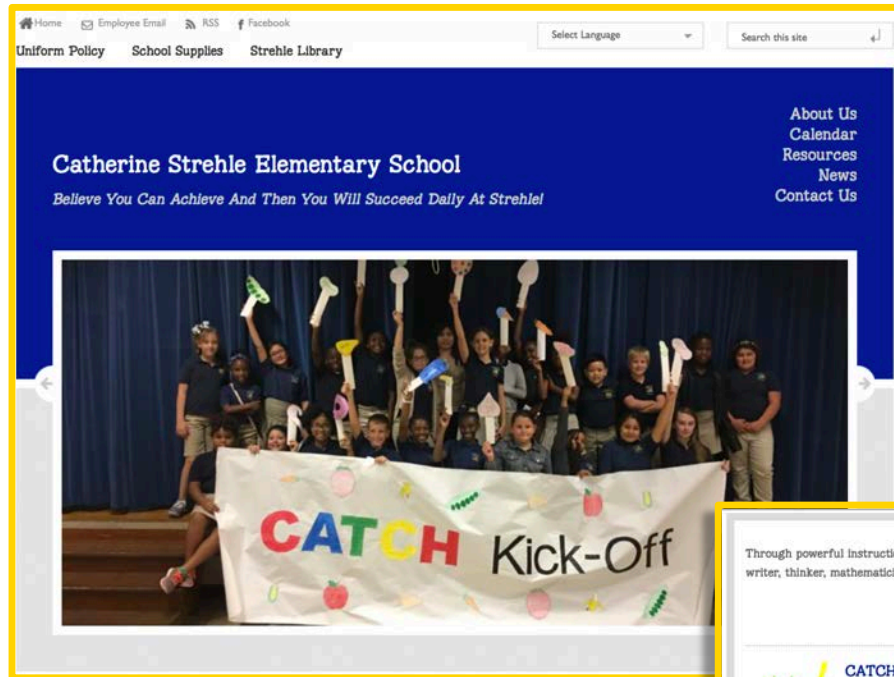 Home Employee Email RSS Facebook
Select Language
Search this site
Uniform Policy School Supplies Strehle Library
About Us
Calendar
Resources
News
Contact Us
Catherine Strehle Elementary School
Believe You Can Achieve And Then You Will Succeed Daily At Strehle!
CATCH Kick-Off
Through powerful
writer, thinker,
CATCH